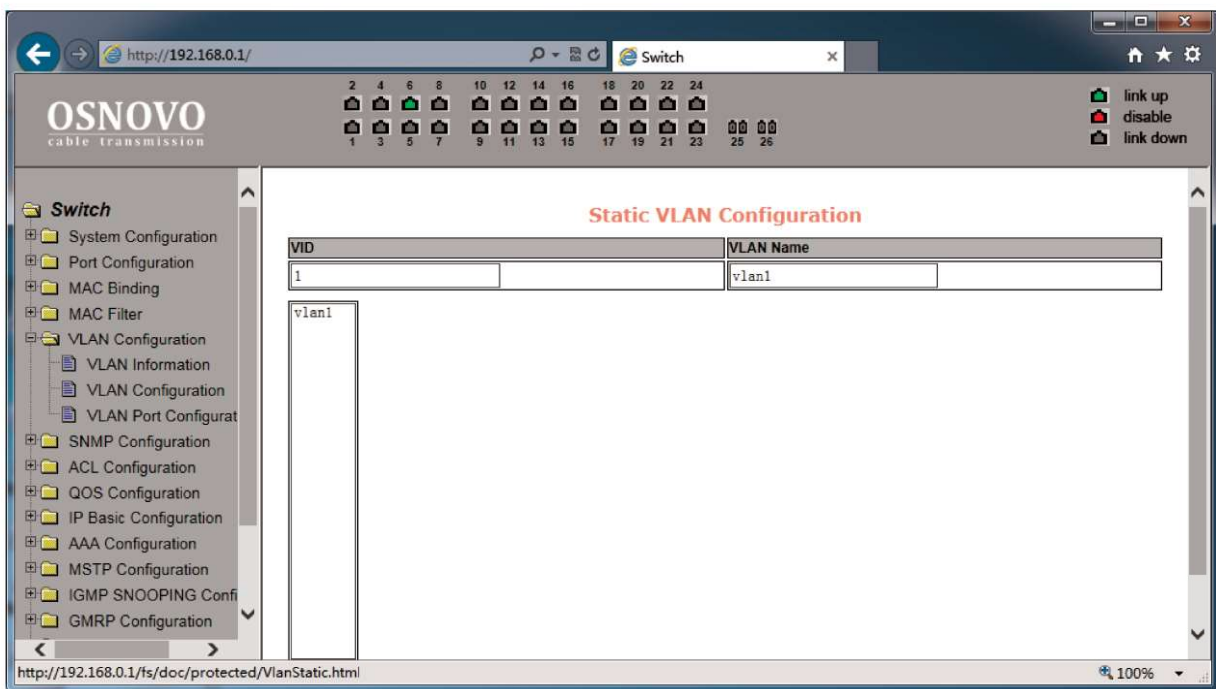 http://192.168.0.1/
Switch
OSNOVO
cable transmission
2 4 6 8 10 12 14 16 18 20 22 24
1 3 5 7 9 11 13 15 17 19 21 23 25 26
link up
disable
link down
Switch
System Configuration
Port Configuration
MAC Binding
MAC Filter
VLAN Configuration
VLAN Information
VLAN Configuration
VLAN Port Configurat
SNMP Configuration
ACL Configuration
QOS Configuration
IP Basic Configuration
AAA Configuration
MSTP Configuration
IGMP SNOOPING Confi
GMRP Configuration
Static VLAN Configuration
VID VLAN Name
1 vlan1
vlan1
http://192.168.0.1/fs/doc/protected/VlanStatic.html
100%